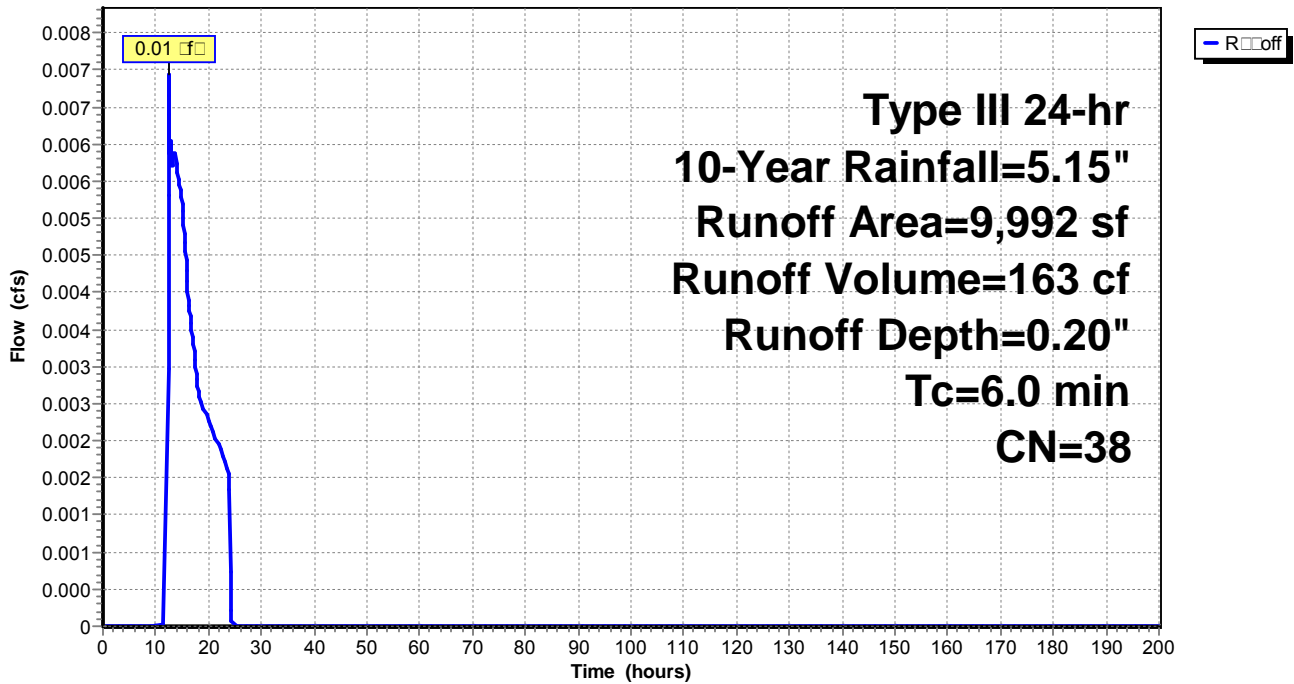 0.008
0.007
0.007
0.006
0.006
0.005
0.005
0.004
0.004
0.003
0.003
0.002
0.002
0.001
0.001
0.000
0
Flow (cfs)
0.01
Type III 24-hr
10-Year Rainfall=5.15"
Runoff Area=9,992 sf
Runoff Volume=163 cf
Runoff Depth=0.20"
Tc=6.0 min
CN=38
0 10 20 30 40 50 60 70 80 90 100 110 120 130 140 150 160 170 180 190 200
Time (hours)